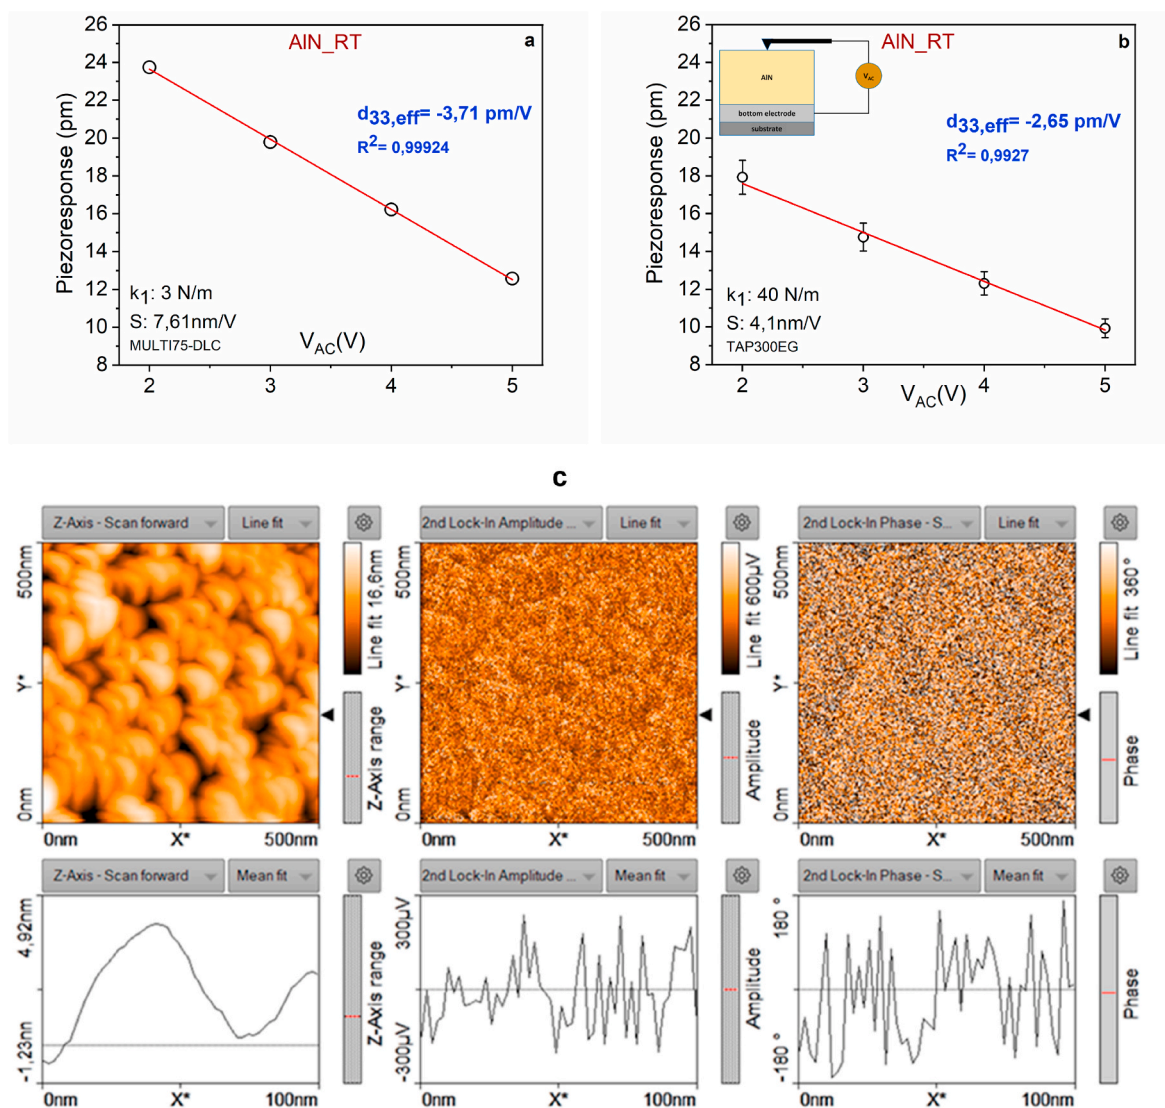 a
AlN_RT
d33,eff= -3,71 pm/V
R2= 0,99924
k1: 3 N/m
S: 7,61nm/V
MULTI75-DLC
Piezoresponse (pm)
26
24
22
20
18
16
14
12
10
8
2
3
4
5
VAC(V)
b
AlN_RT
VAC
AlN
bottom electrode
substrate
d33,eff= -2,65 pm/V
R2= 0,9927
k1: 40 N/m
S: 4,1nm/V
TAP300EG
Piezoresponse (pm)
26
24
22
20
18
16
14
12
10
8
2
3
4
5
VAC(V)
c
Z-Axis - Scan forward
Line fit
500nm
Y*
0nm
0nm
X*
500nm
Line fit 16,6nm
Z-Axis range
2nd Lock-In Amplitude ...
Line fit
500nm
Y*
0nm
0nm
X*
500nm
Line fit 600µV
Amplitude
2nd Lock-In Phase - S...
Line fit
500nm
Y*
0nm
0nm
X*
500nm
Line fit 360°
Phase
Z-Axis - Scan forward
Mean fit
4,92nm
-1,23nm
0nm
X*
100nm
Z-Axis range
2nd Lock-In Amplitude ...
Mean fit
300µV
-300µV
0nm
X*
100nm
Amplitude
2nd Lock-In Phase - S...
Mean fit
180 °
-180 °
0nm
X*
100nm
Phase